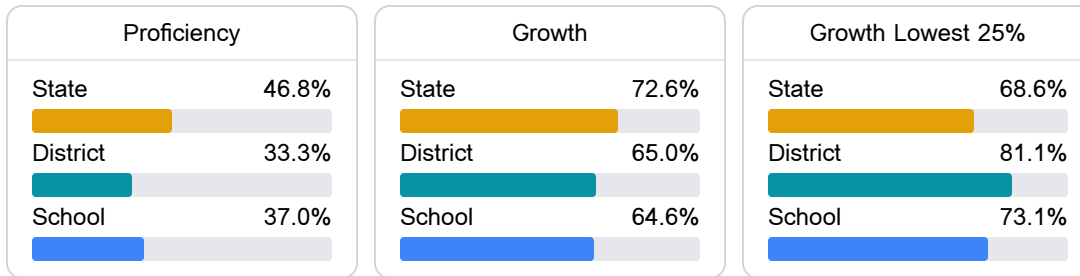 Proficiency
State 46.8%
District 33.3%
School 37.0%
Growth
State 72.6%
District 65.0%
School 64.6%
Growth Lowest 25%
State 68.6%
District 81.1%
School 73.1%